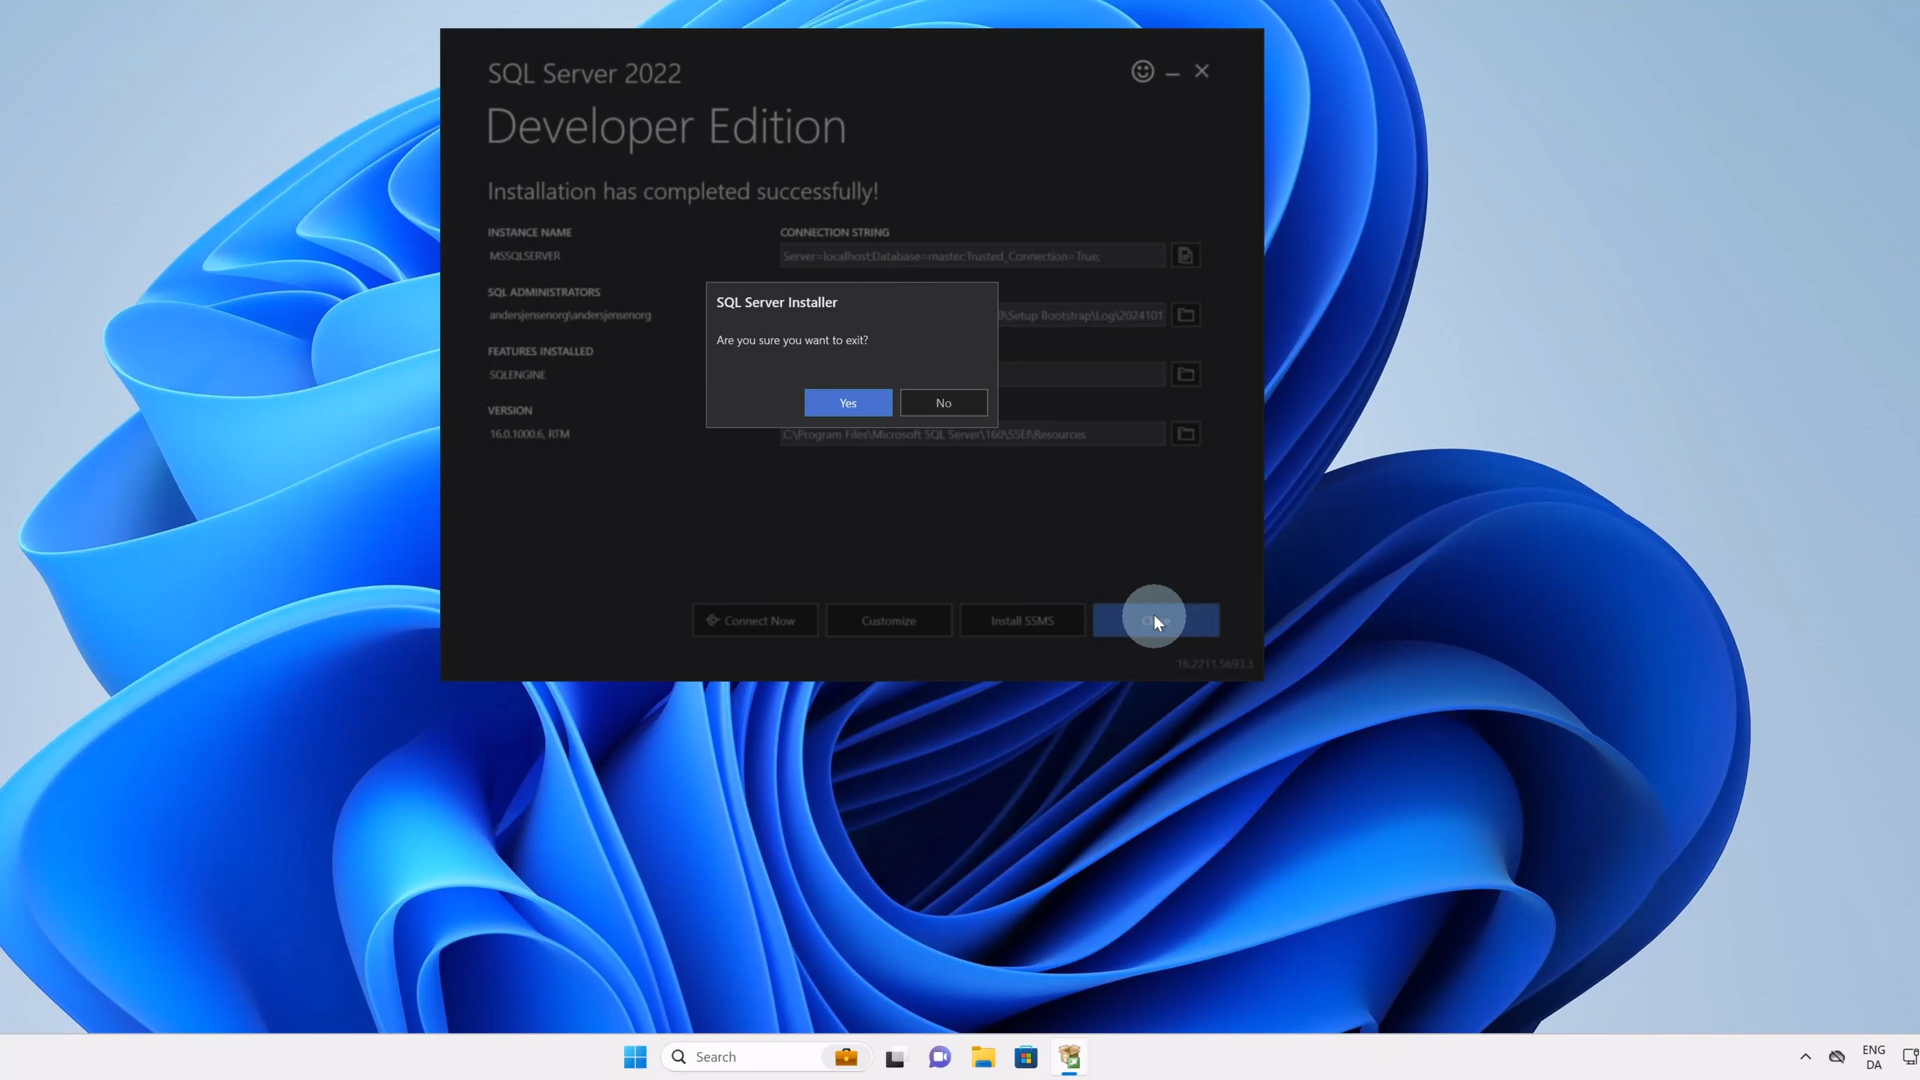 SQL Server 2022
Developer Edition
Installation has completed successfully!
INSTANCE NAME
MSSQLSERVER
CONNECTION STRING
Server=localhost;Database=master;Trusted_Connection=True;
SQL ADMINISTRATORS
andersjensenorg\andersjensenorg
0\Setup Bootstrap\Log\2024101
FEATURES INSTALLED
SQLENGINE
VERSION
16.0.1000.6, RTM
C:\Program Files\Microsoft SQL Server\160\SSEI\Resources
SQL Server Installer
Are you sure you want to exit?
Yes
No
Connect Now
Customize
Install SSMS
16.2211.5693.3
Search
ENG
DA